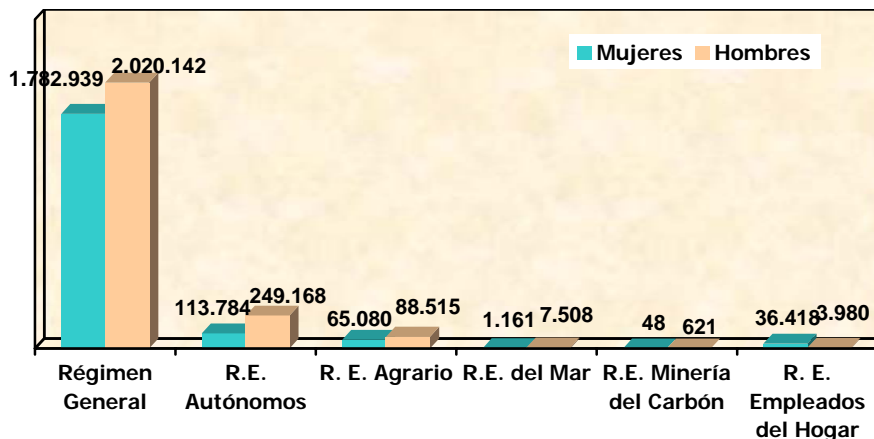 Mujeres Hombres
1.782.939 2.020.142
113.784 249.168
65.080 88.515
1.161 7.508
48 621
36.418 3.980
Régimen
General
R.E.
Autónomos
R. E. Agrario
R.E. del Mar
R.E. Minería
del Carbón
R. E.
Empleados
del Hogar